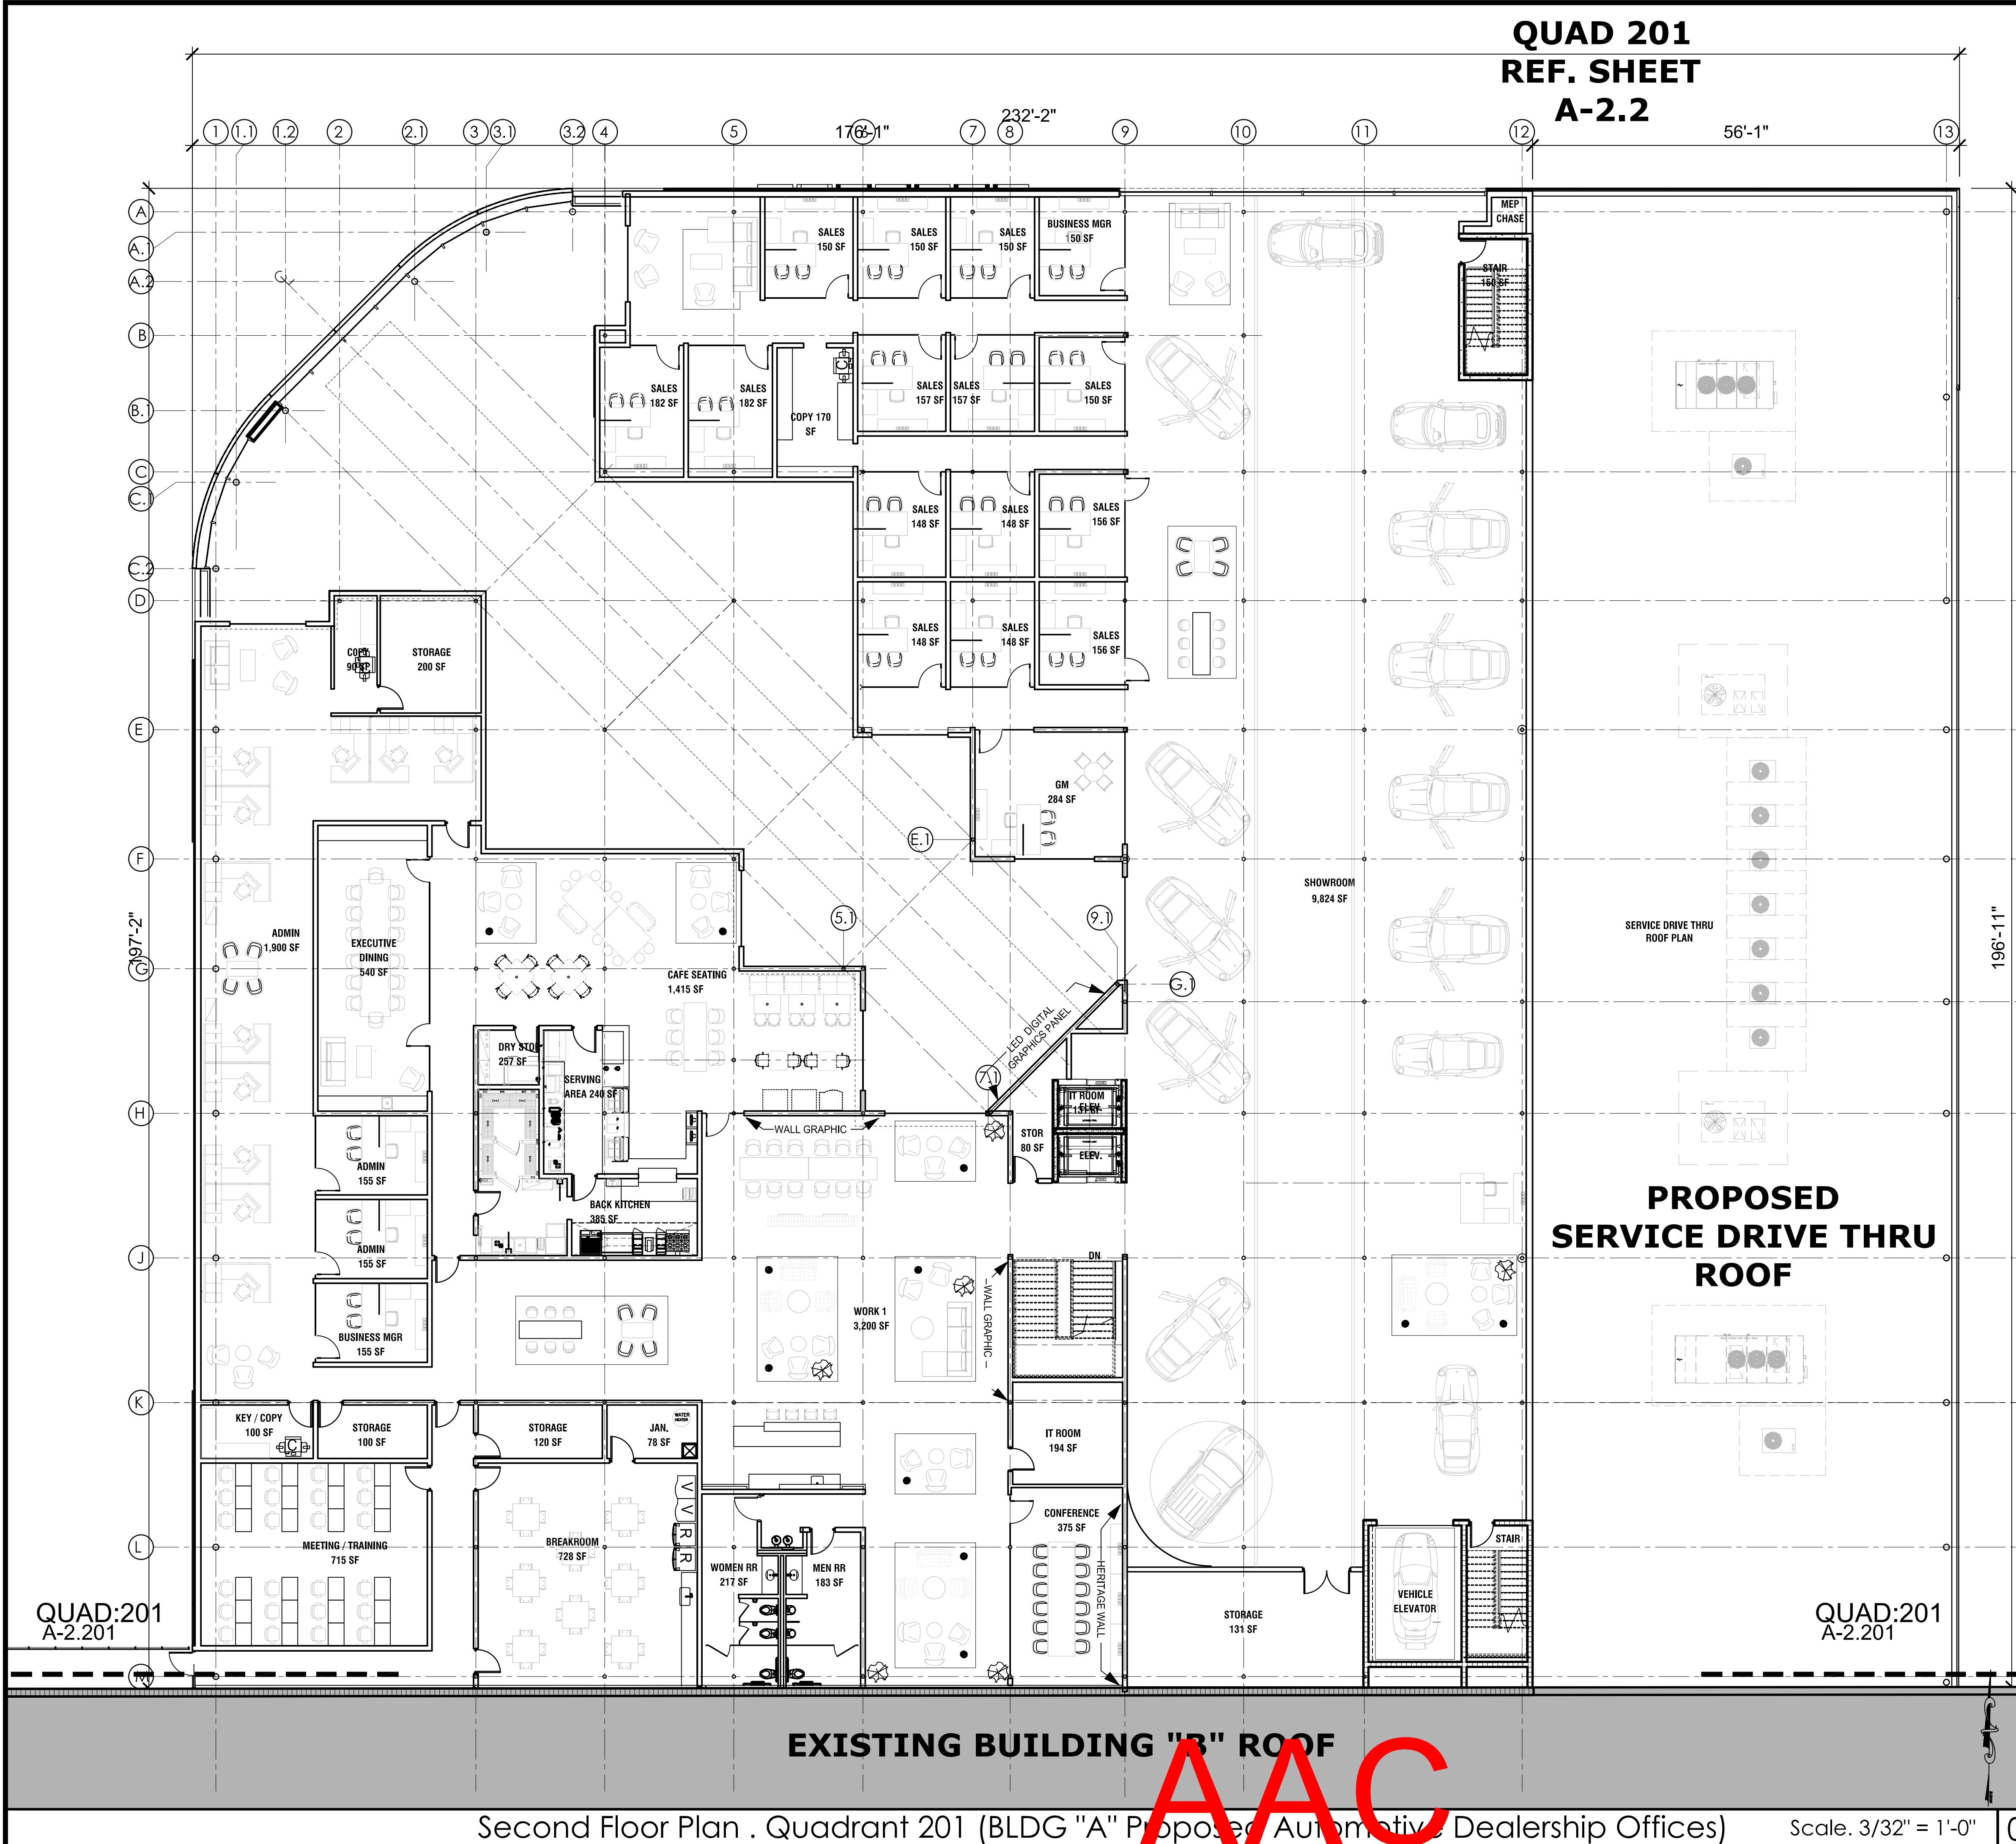 QUAD 201
REF. SHEET
A-2.2
232'-2"
176'-1"
56'-1"
1
1.1
1.2
2
2.1
3
3.1
3.2
4
5
6
7
8
9
10
11
12
13
A
A.1
A.2
B
B.1
C
C.1
C.2
D
E
F
G
H
J
K
L
M
197'-2"
196'-11"
CL
MEP
CHASE
STAIR
150 SF
SALES
150 SF
SALES
150 SF
SALES
150 SF
BUSINESS MGR
150 SF
SALES
182 SF
SALES
182 SF
COPY 170
SF
C
SALES
157 SF
SALES
157 SF
SALES
150 SF
SALES
148 SF
SALES
148 SF
SALES
156 SF
SALES
148 SF
SALES
148 SF
SALES
156 SF
COPY
90 SF
STORAGE
200 SF
GM
284 SF
E.1
5.1
9.1
G.1
7.1
SHOWROOM
9,824 SF
SERVICE DRIVE THRU
ROOF PLAN
ADMIN
1,900 SF
EXECUTIVE
DINING
540 SF
CAFE SEATING
1,415 SF
LED DIGITAL
GRAPHICS PANEL
DRY STOR
257 SF
SERVING
AREA 240 SF
IT ROOM
131 SF
ELEV.
ELEV.
STOR
80 SF
WALL GRAPHIC
ADMIN
155 SF
ADMIN
155 SF
BUSINESS MGR
155 SF
BACK KITCHEN
385 SF
DN
WALL GRAPHIC
WORK 1
3,200 SF
PROPOSED
SERVICE DRIVE THRU
ROOF
KEY / COPY
100 SF
C
STORAGE
100 SF
STORAGE
120 SF
JAN.
78 SF
WATER
HEATER
IT ROOM
194 SF
MEETING / TRAINING
715 SF
BREAKROOM
728 SF
V
V
R
R
WOMEN RR
217 SF
MEN RR
183 SF
CONFERENCE
375 SF
HERITAGE WALL
STORAGE
131 SF
VEHICLE
ELEVATOR
STAIR
QUAD:201
A-2.201
QUAD:201
A-2.201
EXISTING BUILDING "B" ROOF
AAC
Second Floor Plan . Quadrant 201 (BLDG "A" Proposed Automotive Dealership Offices)
Scale. 3/32" = 1'-0"